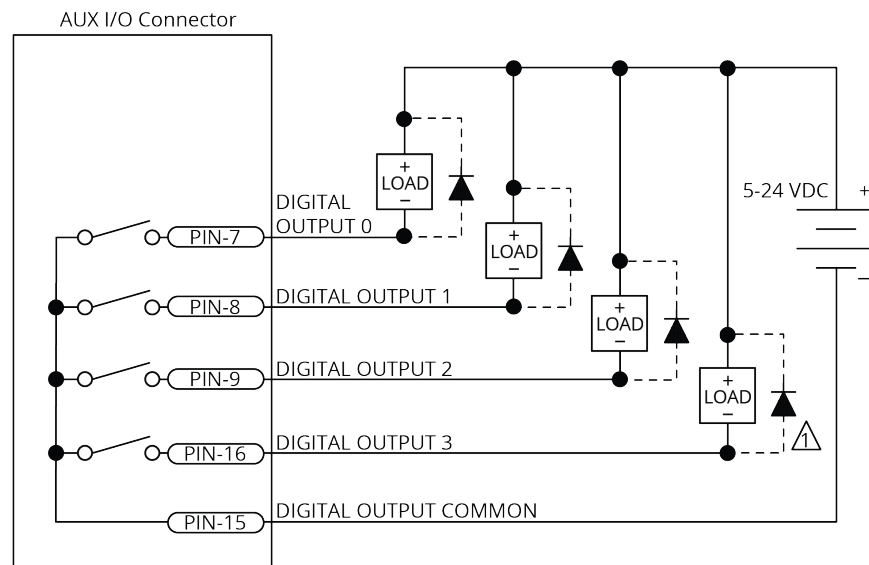 AUX I/O Connector
5-24 VDC
+
–
+
LOAD
–
+
LOAD
–
+
LOAD
–
+
LOAD
–
DIGITAL
OUTPUT 0
PIN-7
DIGITAL OUTPUT 1
PIN-8
DIGITAL OUTPUT 2
PIN-9
DIGITAL OUTPUT 3
PIN-16
1
DIGITAL OUTPUT COMMON
PIN-15